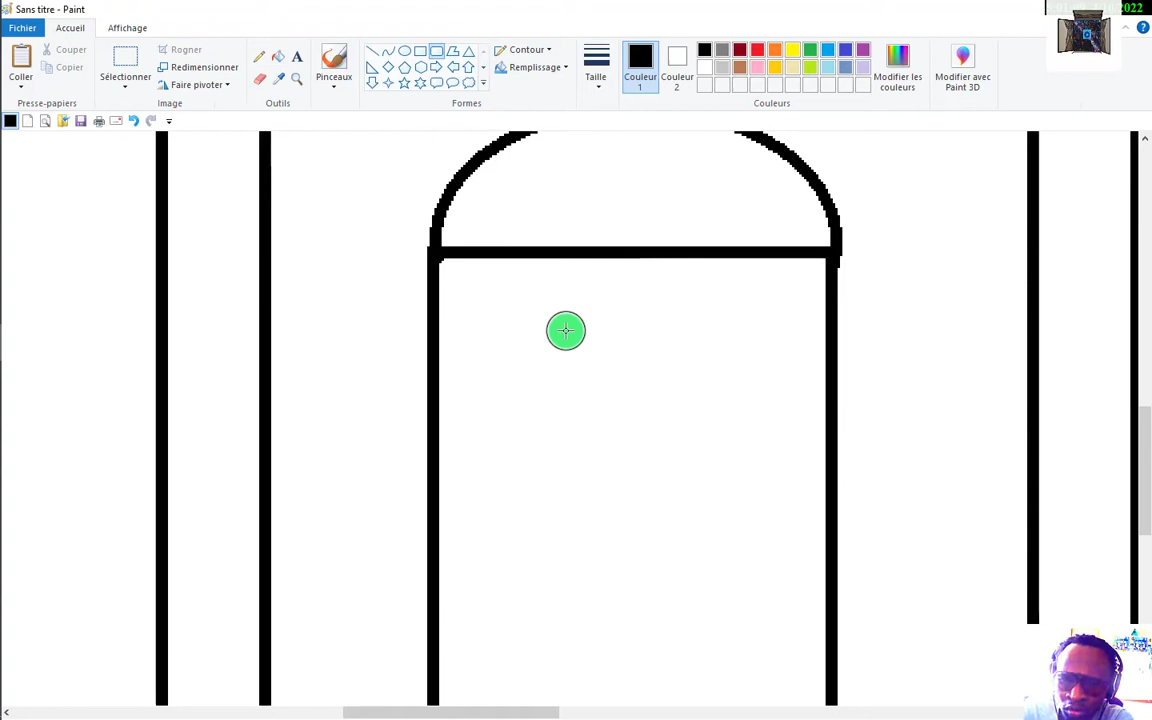 Sans titre - Paint
2022
Fichier
Accueil
Affichage
Coller
Couper
Copier
Presse-papiers
Sélectionner
Rogner
Redimensionner
Faire pivoter
Image
A
Outils
Pinceaux
Contour
Remplissage
Formes
Taille
Couleur
1
Couleur
2
Modifier les
couleurs
Couleurs
Modifier avec
Paint 3D